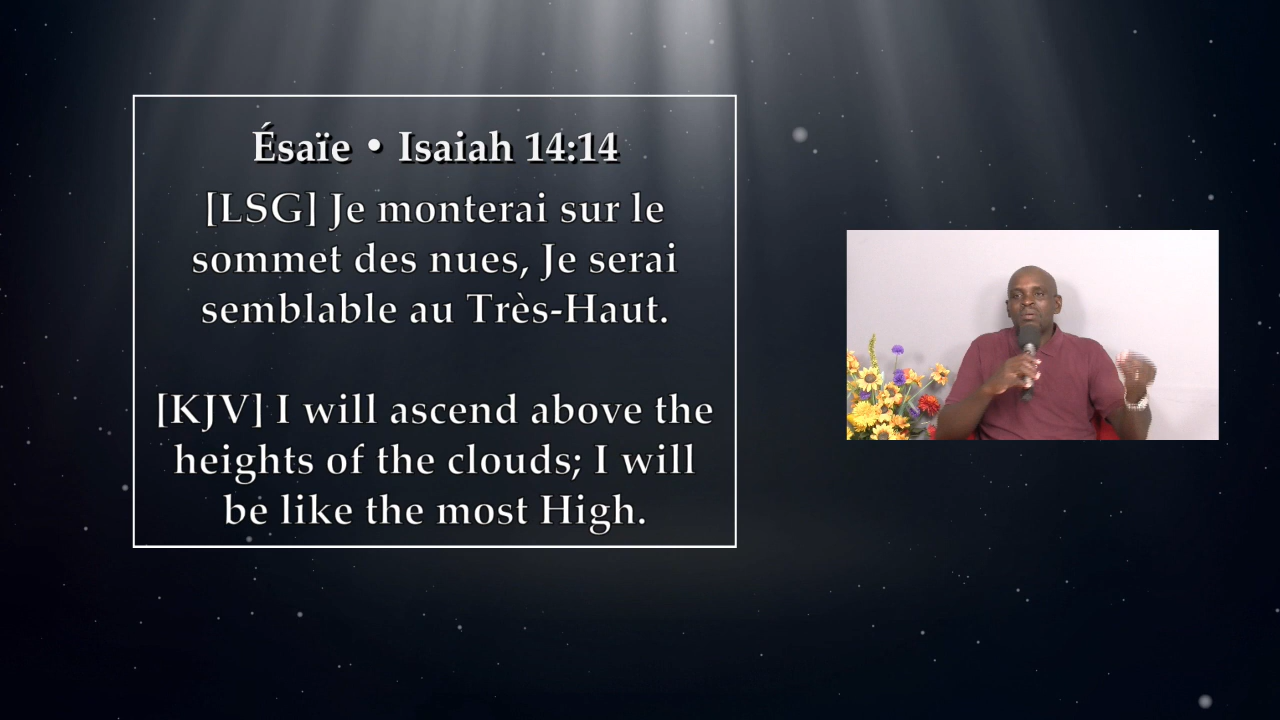 Ésaïe • Isaiah 14:14
[LSG] Je monterai sur le
sommet des nues, Je serai
semblable au Très-Haut.
[KJV] I will ascend above the
heights of the clouds; I will
be like the most High.